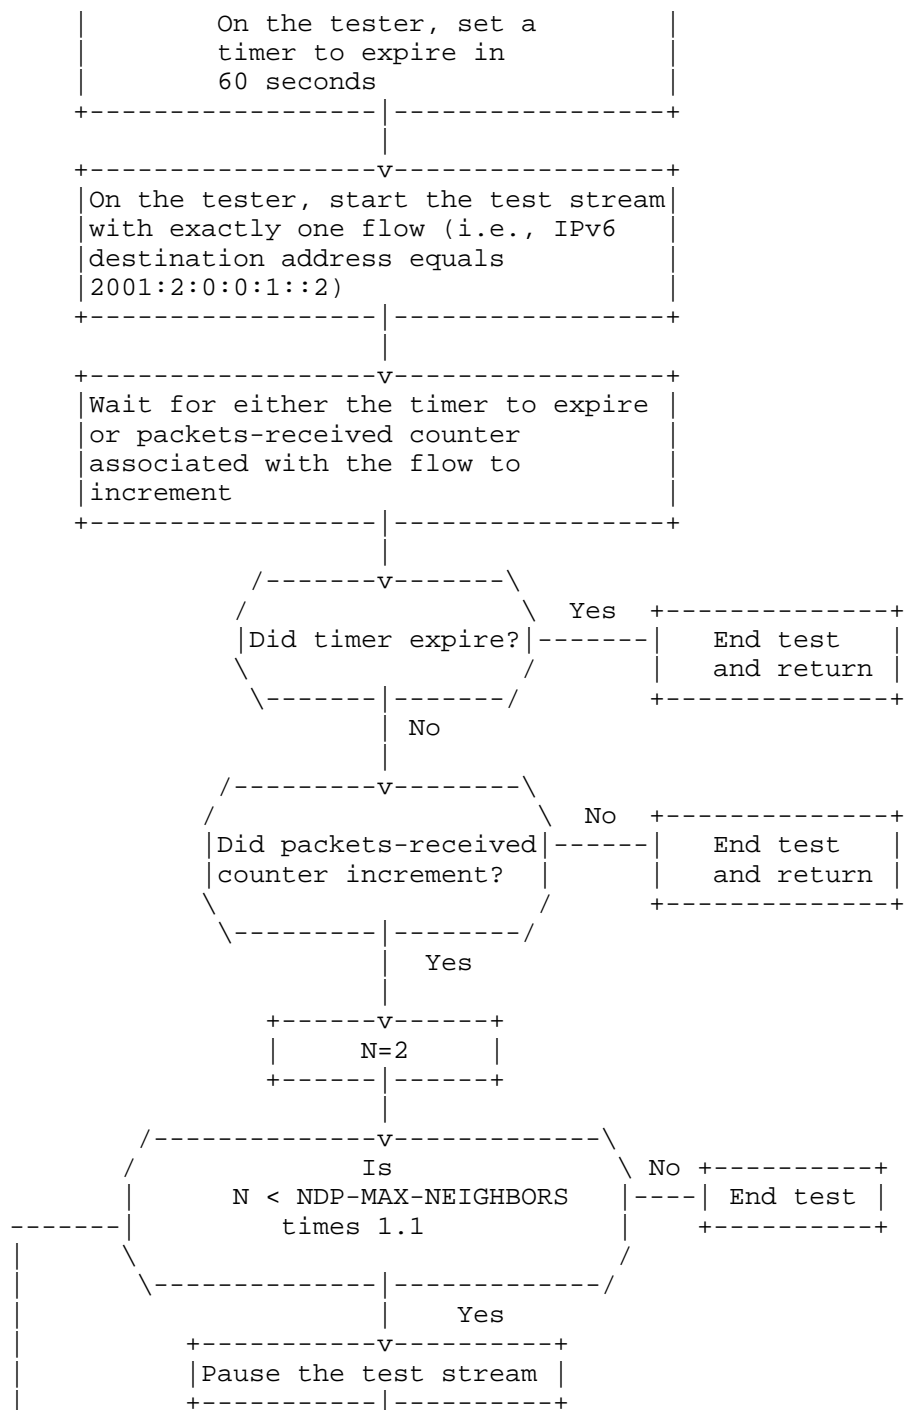 On the tester, set a
timer to expire in
60 seconds
On the tester, start the test stream
with exactly one flow (i.e., IPv6
destination address equals
2001:2:0:0:1::2)
Wait for either the timer to expire
or packets-received counter
associated with the flow to
increment
Yes
Did timer expire?
End test
and return
No
No
Did packets-received
counter increment?
End test
and return
Yes
N=2
Is
N < NDP-MAX-NEIGHBORS
times 1.1
No
End test
Yes
Pause the test stream